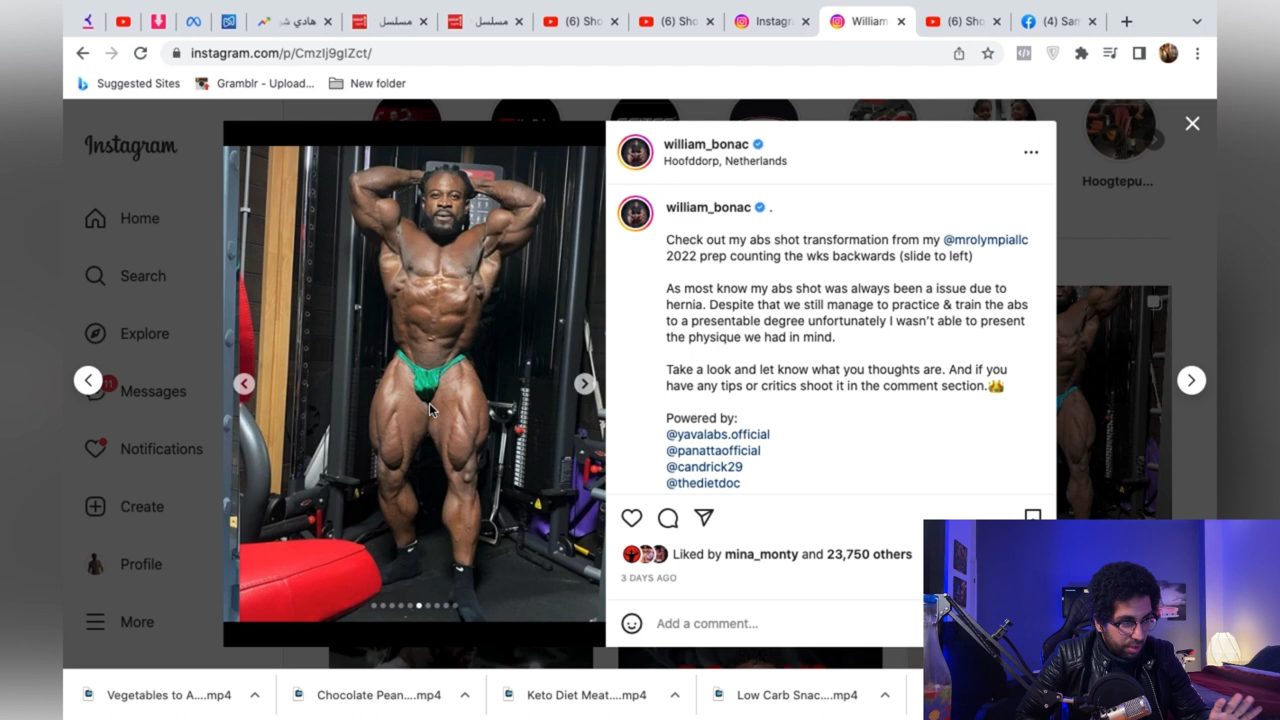 هادي شر
مسلسل
مسلسل
(6) Sho
(6) Sho
Instagr
William
(6) Sho
(4) Sam
instagram.com/p/CmzIj9gIZct/
Suggested Sites
Gramblr - Upload...
New folder
Instagram
Home
Search
Explore
Messages
Notifications
Create
Profile
More
Hoogtepu...
william_bonac
Hoofddorp, Netherlands
william_bonac .
Check out my abs shot transformation from my @mrolympiallc
2022 prep counting the wks backwards (slide to left)
As most know my abs shot was always been a issue due to
hernia. Despite that we still manage to practice & train the abs
to a presentable degree unfortunately I wasn't able to present
the physique we had in mind.
Take a look and let know what you thoughts are. And if you
have any tips or critics shoot it in the comment section.👑
Powered by:
@yavalabs.official
@panattaofficial
@candrick29
@thedietdoc
Liked by mina_monty and 23,750 others
3 DAYS AGO
Add a comment...
Vegetables to A....mp4
Chocolate Pean....mp4
Keto Diet Meat....mp4
Low Carb Snac....mp4